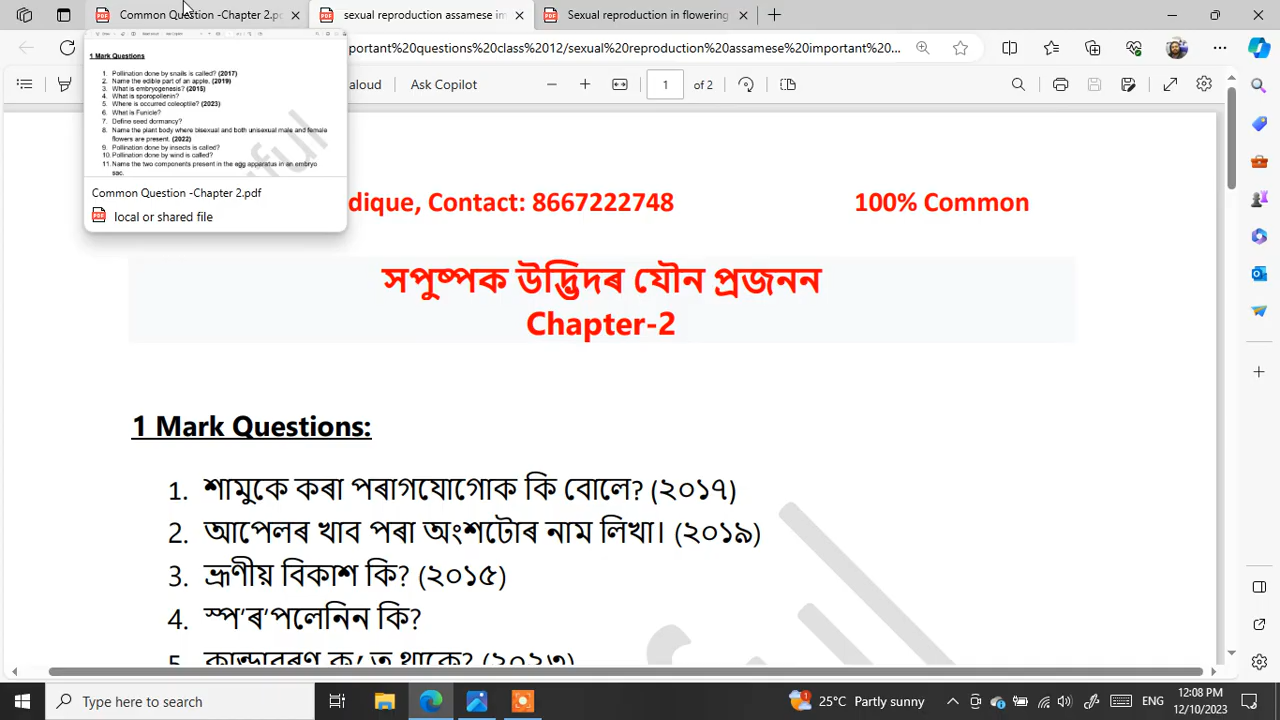 Common Question -Chapter 2.p
sexual reproduction assamese im
Sexual reproduction in flowering
portant%20questions%20class%2012/sexual%20reproduction%20assamese%20important%20...
aloud
Ask Copilot
1
of 2
1 Mark Questions
1. Pollination done by snails is called? (2017)
2. Name the edible part of an apple. (2019)
3. What is embryogenesis? (2015)
4. What is sporopollenin?
5. Where is occurred coleoptile? (2023)
6. What is Funicle?
7. Define seed dormancy?
8. Name the plant body where bisexual and both unisexual male and female
flowers are present. (2022)
9. Pollination done by insects is called?
10. Pollination done by wind is called?
11. Name the two components present in the egg apparatus in an embryo
sac.
Common Question -Chapter 2.pdf
local or shared file
dique, Contact: 8667222748 100% Common
সপুষ্পক উদ্ভিদৰ যৌন প্ৰজনন
Chapter-2
1 Mark Questions:
1. শামুকে কৰা পৰাগযোগোক কি বোলে? (২০১৭)
2. আপেলৰ খাব পৰা অংশটোৰ নাম লিখা। (২০১৯)
3. ভ্ৰূণীয় বিকাশ কি? (২০১৫)
4. স্প'ৰ'পলেনিন কি?
Type here to search
25°C Partly sunny
ENG
12:08 PM
12/10/2023